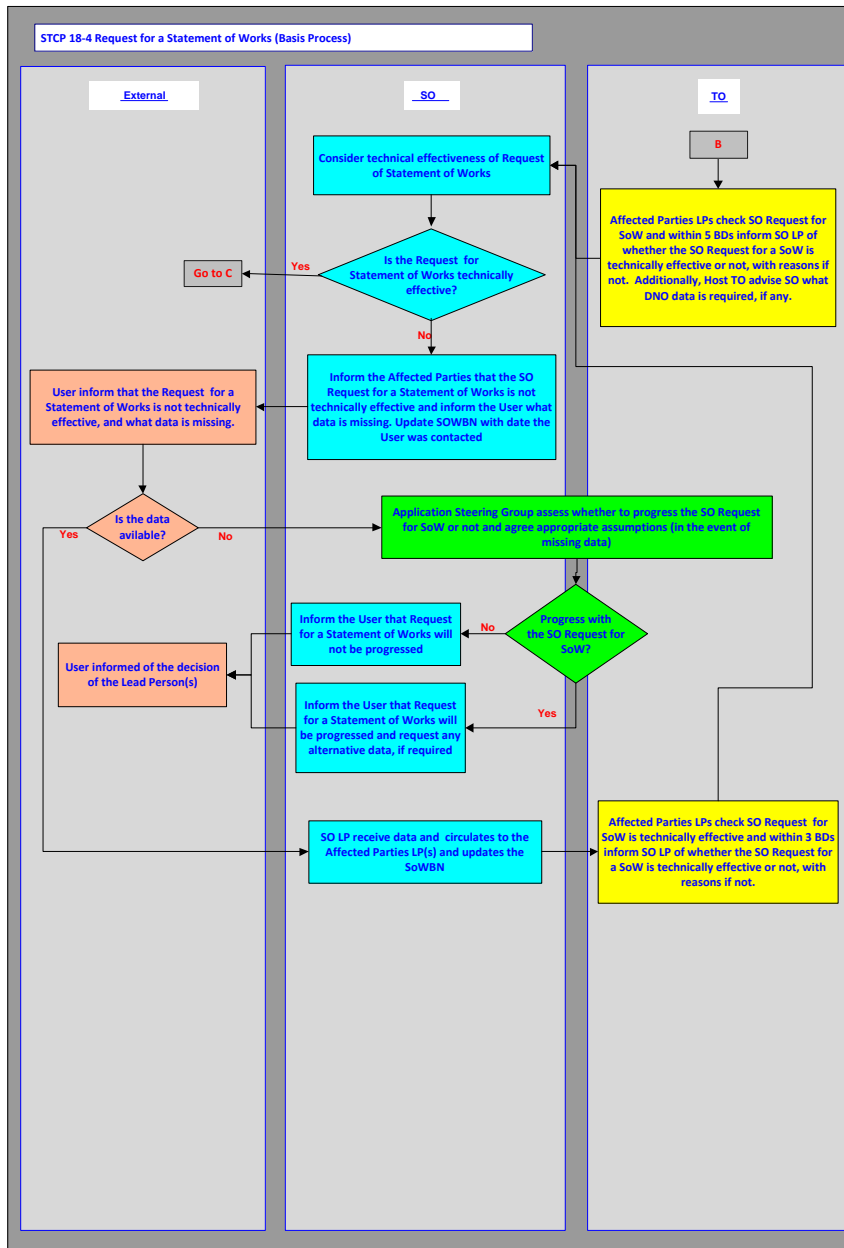 STCP 18-4 Request for a Statement of Works (Basis Process)
External
SO
TO
B
Consider technical effectiveness of Request
of Statement of Works
Affected Parties LPs check SO Request for
SoW and within 5 BDs inform SO LP of
whether the SO Request for a SoW is
technically effective or not, with reasons if
not.  Additionally, Host TO advise SO what
DNO data is required, if any.
Is the Request for
Statement of Works technically
effective?
Yes
Go to C
No
Inform the Affected Parties that the SO
Request for a Statement of Works is not
technically effective and inform the User what
data is missing. Update SOWBN with date the
User was contacted
User inform that the Request for a
Statement of Works is not technically
effective, and what data is missing.
Is the data
avilable?
Yes
No
Application Steering Group assess whether to progress the SO Request
for SoW or not and agree appropriate assumptions (in the event of
missing data)
Progress with
the SO Request for
SoW?
No
Inform the User that Request
for a Statement of Works will
not be progressed
User informed of the decision
of the Lead Person(s)
Yes
Inform the User that Request
for a Statement of Works will
be progressed and request any
alternative data, if required
SO LP receive data and circulates to the
Affected Parties LP(s) and updates the
SoWBN
Affected Parties LPs check SO Request for
SoW is technically effective and within 3 BDs
inform SO LP of whether the SO Request for
a SoW is technically effective or not, with
reasons if not.